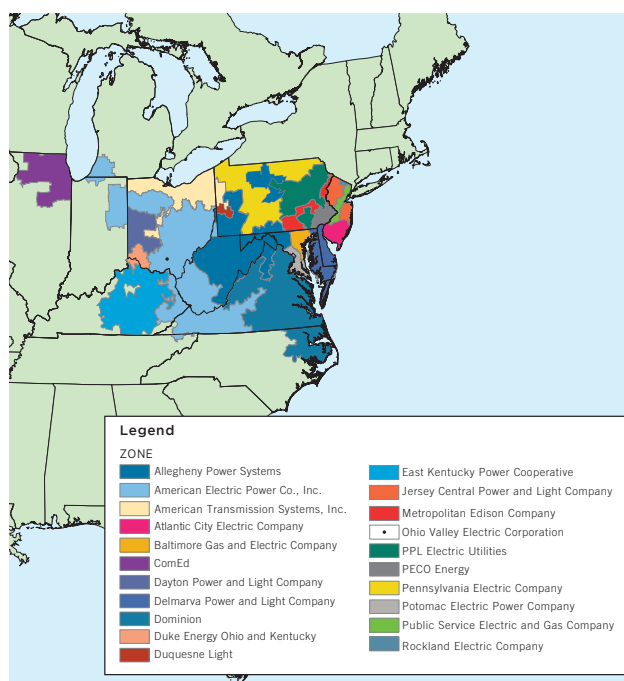 Legend
ZONE
Allegheny Power Systems
American Electric Power Co., Inc.
American Transmission Systems, Inc.
Atlantic City Electric Company
Baltimore Gas and Electric Company
ComEd
Dayton Power and Light Company
Delmarva Power and Light Company
Dominion
Duke Energy Ohio and Kentucky
Duquesne Light
East Kentucky Power Cooperative
Jersey Central Power and Light Company
Metropolitan Edison Company
Ohio Valley Electric Corporation
PPL Electric Utilities
PECO Energy
Pennsylvania Electric Company
Potomac Electric Power Company
Public Service Electric and Gas Company
Rockland Electric Company